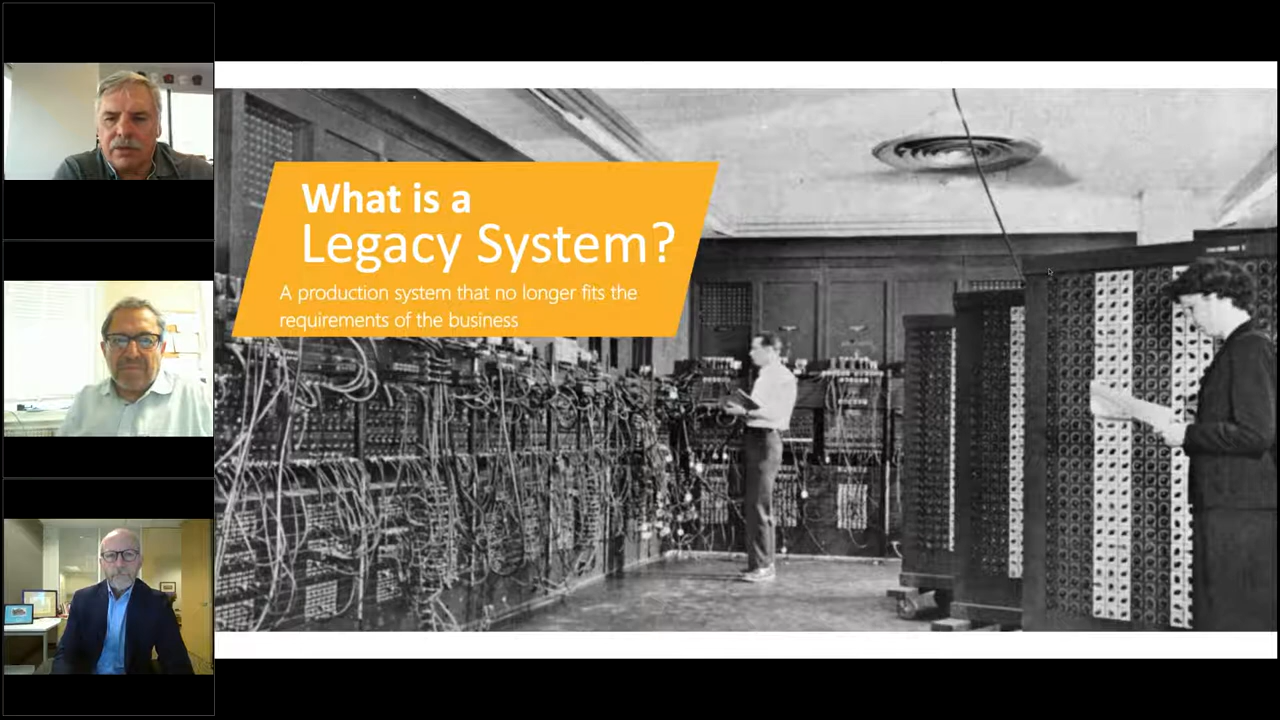 What is a
Legacy System?
A production system that no longer fits the
requirements of the business